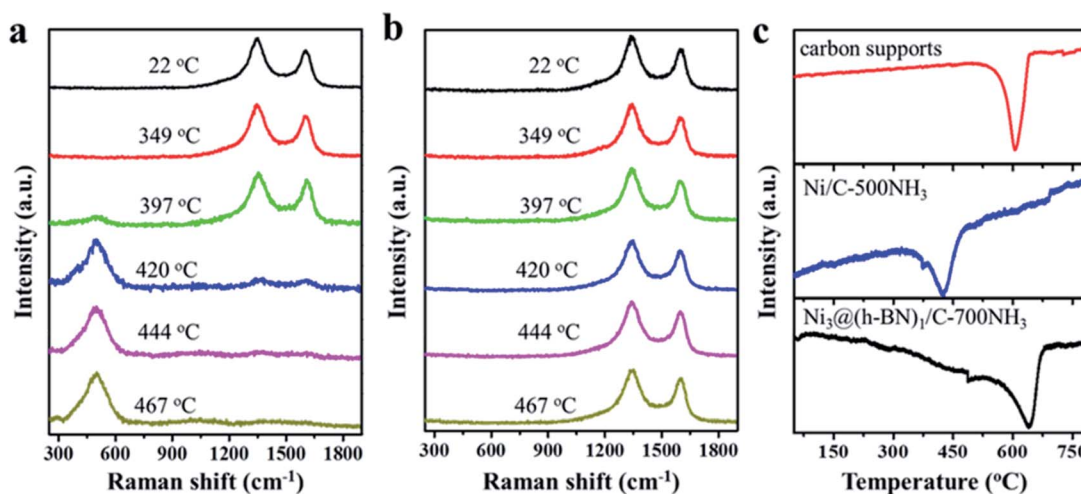 a
22 °C
349 °C
397 °C
420 °C
444 °C
467 °C
Intensity (a.u.)
300 600 900 1200 1500 1800
Raman shift (cm⁻¹)
b
22 °C
349 °C
397 °C
420 °C
444 °C
467 °C
Intensity (a.u.)
300 600 900 1200 1500 1800
Raman shift (cm⁻¹)
c
carbon supports
Ni/C-500NH₃
Ni₃@(h-BN)₁/C-700NH₃
Intensity (a.u.)
150 300 450 600 750
Temperature (°C)